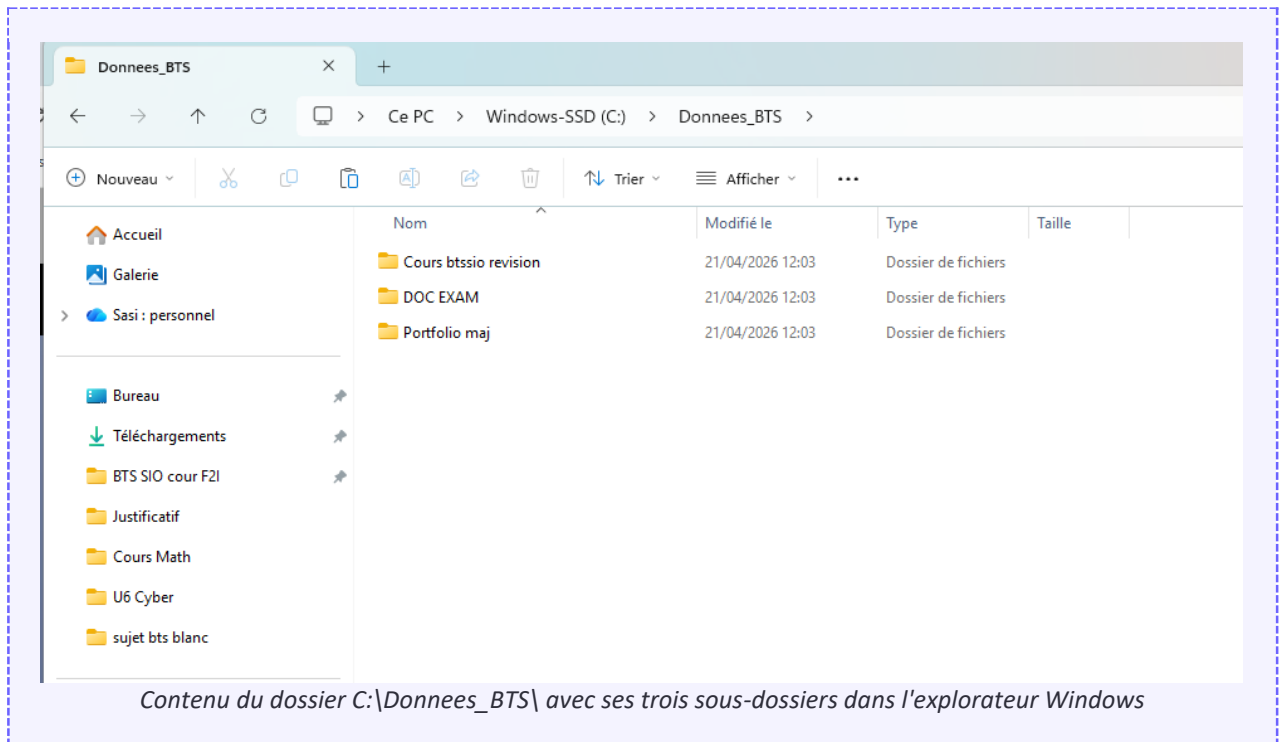 Donnees_BTS
Ce PC > Windows-SSD (C:) > Donnees_BTS >
Nouveau Trier Afficher
Nom Modifié le Type Taille
Accueil
Galerie
Sasi : personnel
Cours btssio revision 21/04/2026 12:03 Dossier de fichiers
DOC EXAM 21/04/2026 12:03 Dossier de fichiers
Portfolio maj 21/04/2026 12:03 Dossier de fichiers
Bureau
Téléchargements
BTS SIO cour F2I
Justificatif
Cours Math
U6 Cyber
sujet bts blanc
Contenu du dossier C:\Donnees_BTS\ avec ses trois sous-dossiers dans l'explorateur Windows